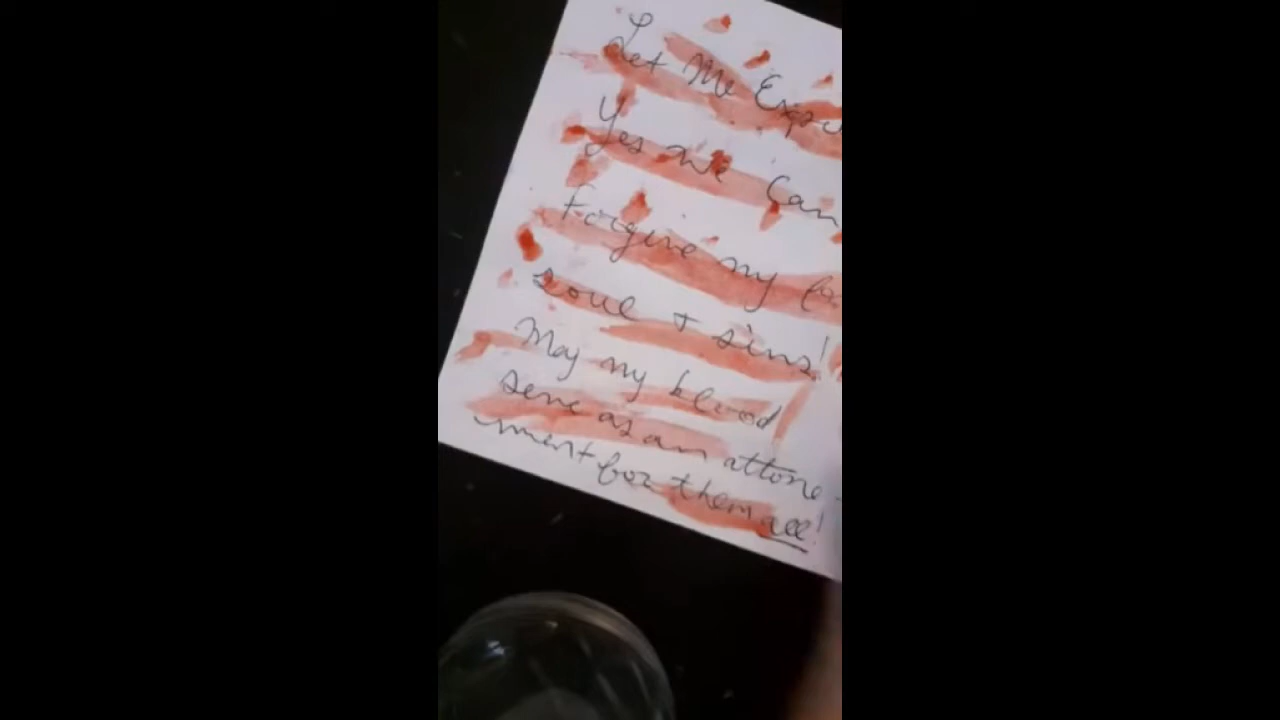 Let Me
Yes we Can
Forgive my
soul & sins!
May my blood
serve as an attone-
ment for them all!